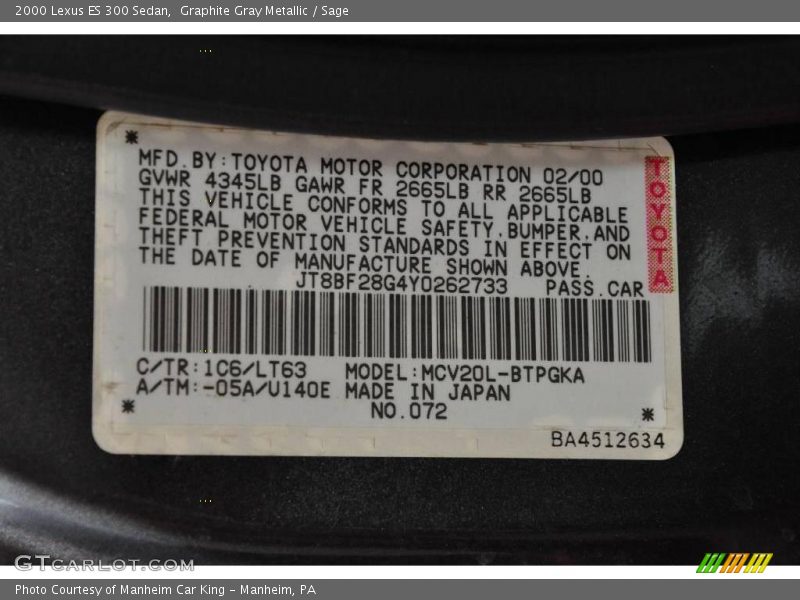 2000 Lexus ES 300 Sedan,  Graphite Gray Metallic / Sage
MFD.BY:TOYOTA MOTOR CORPORATION 02/00
GVWR 4345LB GAWR FR 2665LB RR 2665LB
THIS VEHICLE CONFORMS TO ALL APPLICABLE
FEDERAL MOTOR VEHICLE SAFETY,BUMPER,AND
THEFT PREVENTION STANDARDS IN EFFECT ON
THE DATE OF MANUFACTURE SHOWN ABOVE.
JT8BF28G4Y0262733 PASS.CAR
TOYOTA
C/TR:1C6/LT63 MODEL:MCV20L-BTPGKA
A/TM:-05A/U140E MADE IN JAPAN
NO.072
BA4512634
GTCARLOT.COM
Photo Courtesy of Manheim Car King - Manheim, PA